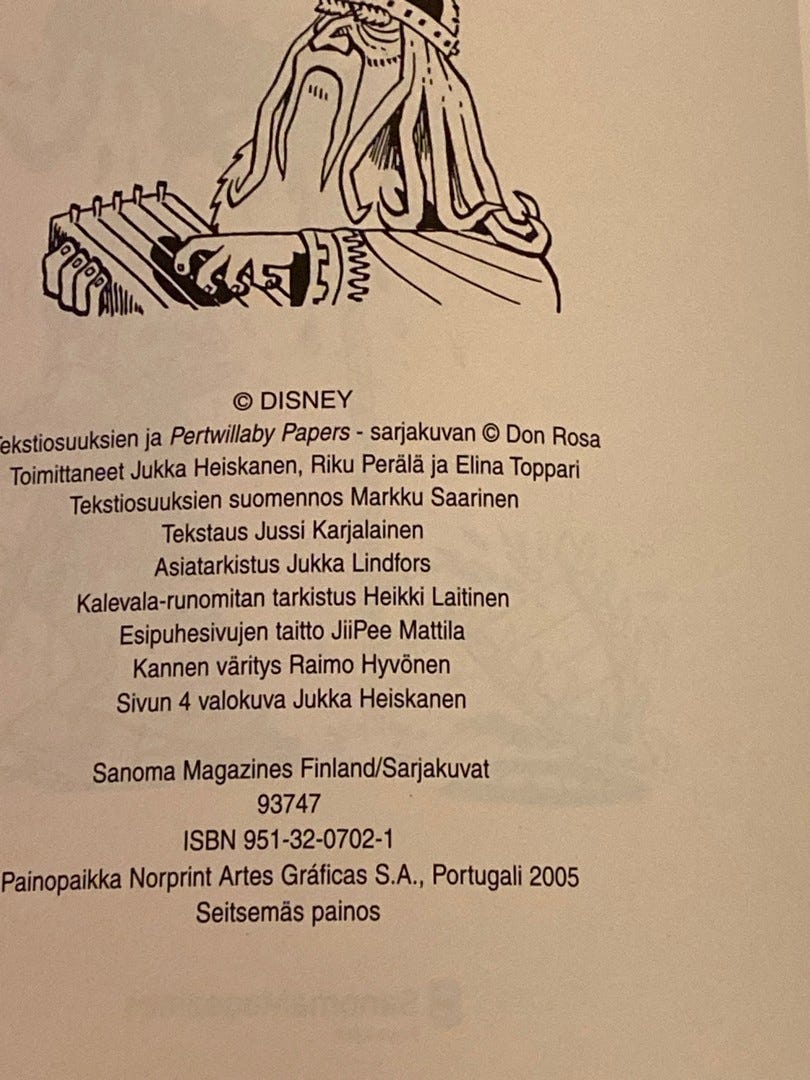 © DISNEY
Tekstiosuuksien ja Pertwillaby Papers - sarjakuvan © Don Rosa
Toimittaneet Jukka Heiskanen, Riku Perälä ja Elina Toppari
Tekstiosuuksien suomennos Markku Saarinen
Tekstaus Jussi Karjalainen
Asiatarkistus Jukka Lindfors
Kalevala-runomitan tarkistus Heikki Laitinen
Esipuhesivujen taitto JiiPee Mattila
Kannen väritys Raimo Hyvönen
Sivun 4 valokuva Jukka Heiskanen
Sanoma Magazines Finland/Sarjakuvat
93747
ISBN 951-32-0702-1
Painopaikka Norprint Artes Gráficas S.A., Portugali 2005
Seitsemäs painos